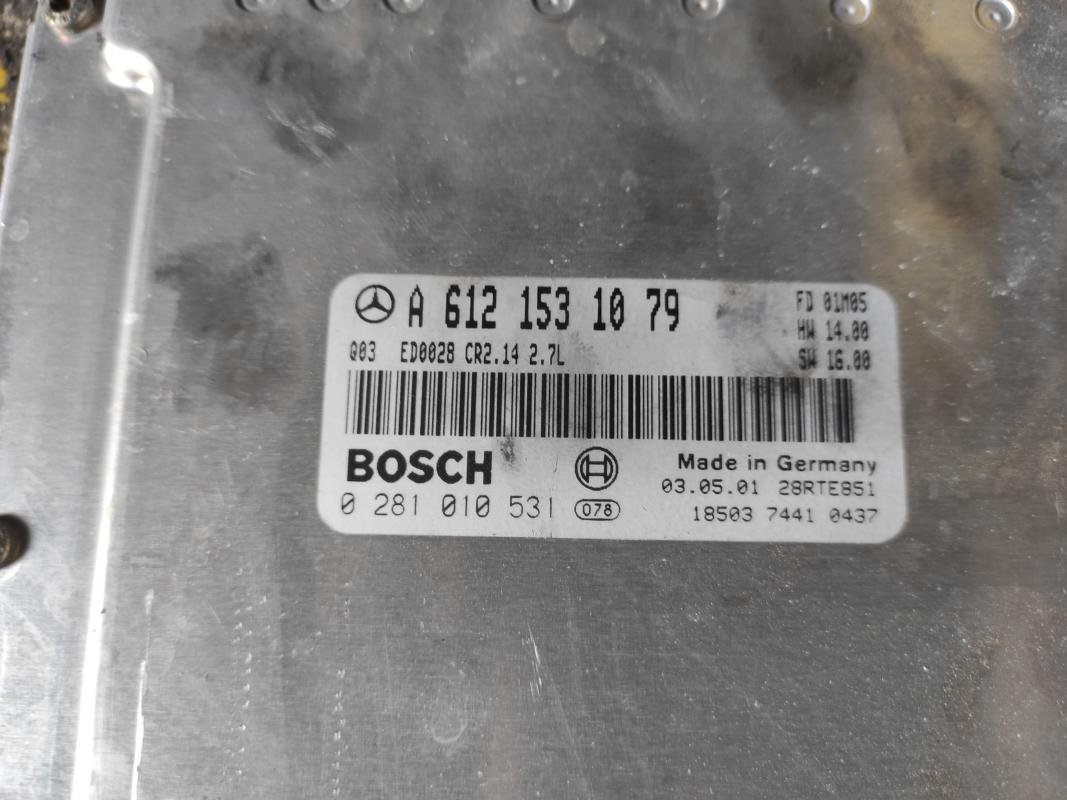 A 612 153 10 79
FD 01M05
HW 14.00
Q03 ED0028 CR2.14 2.7L
SW 16.00
BOSCH
Made in Germany
03.05.01 28RTE851
0 281 010 531 078
18503 7441 0437